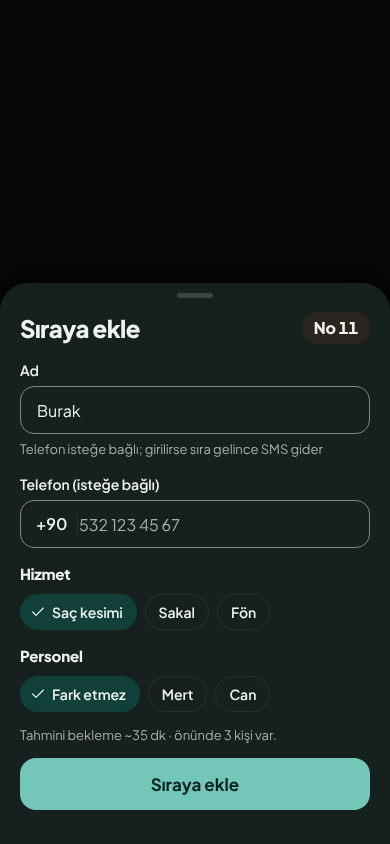 Sıraya ekle
No 11
Ad
Burak
Telefon isteğe bağlı; girilirse sıra gelince SMS gider
Telefon (isteğe bağlı)
+90 532 123 45 67
Hizmet
Saç kesimi Sakal Fön
Personel
Fark etmez Mert Can
Tahmini bekleme ~35 dk · önünde 3 kişi var.
Sıraya ekle